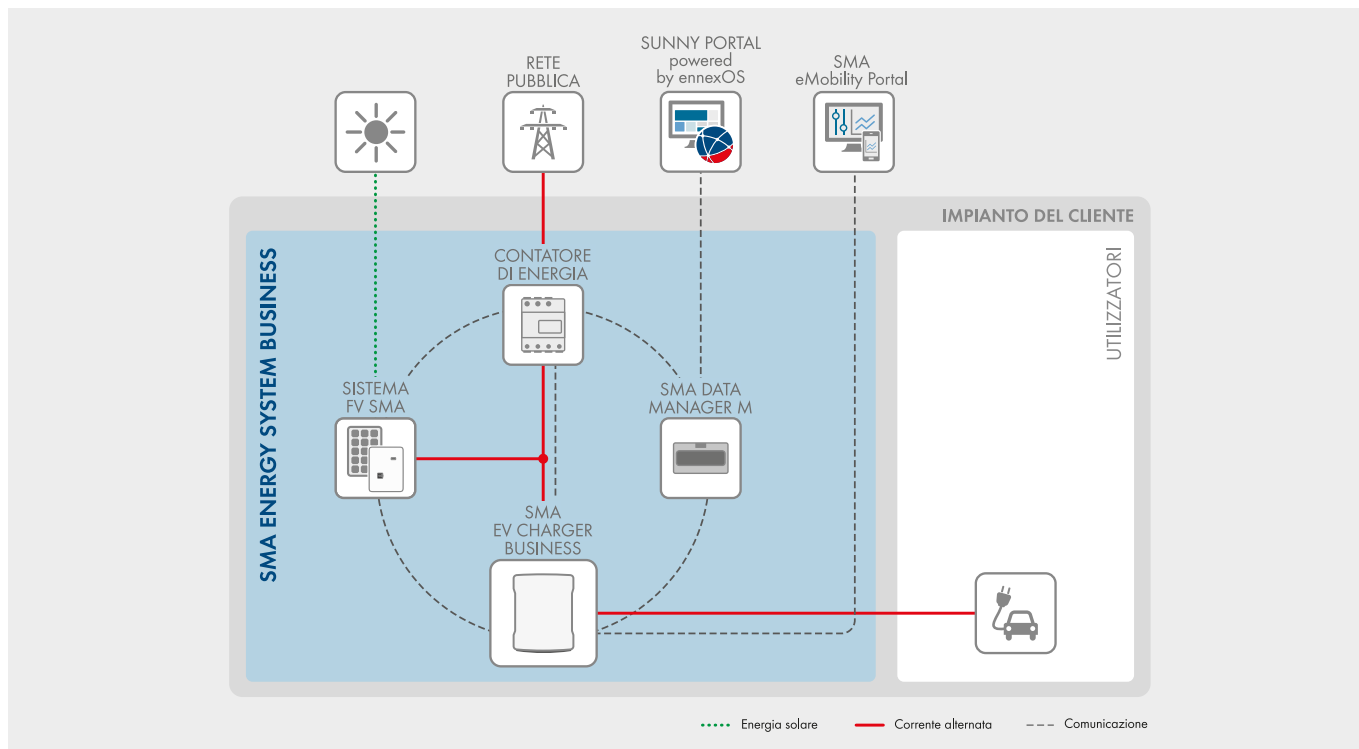 RETE
PUBBLICA
SUNNY PORTAL
powered
by ennexOS
SMA
eMobility Portal
IMPIANTO DEL CLIENTE
SMA ENERGY SYSTEM BUSINESS
UTILIZZATORI
CONTATORE
DI ENERGIA
SISTEMA
FV SMA
SMA DATA
MANAGER M
SMA
EV CHARGER
BUSINESS
Energia solare
Corrente alternata
Comunicazione